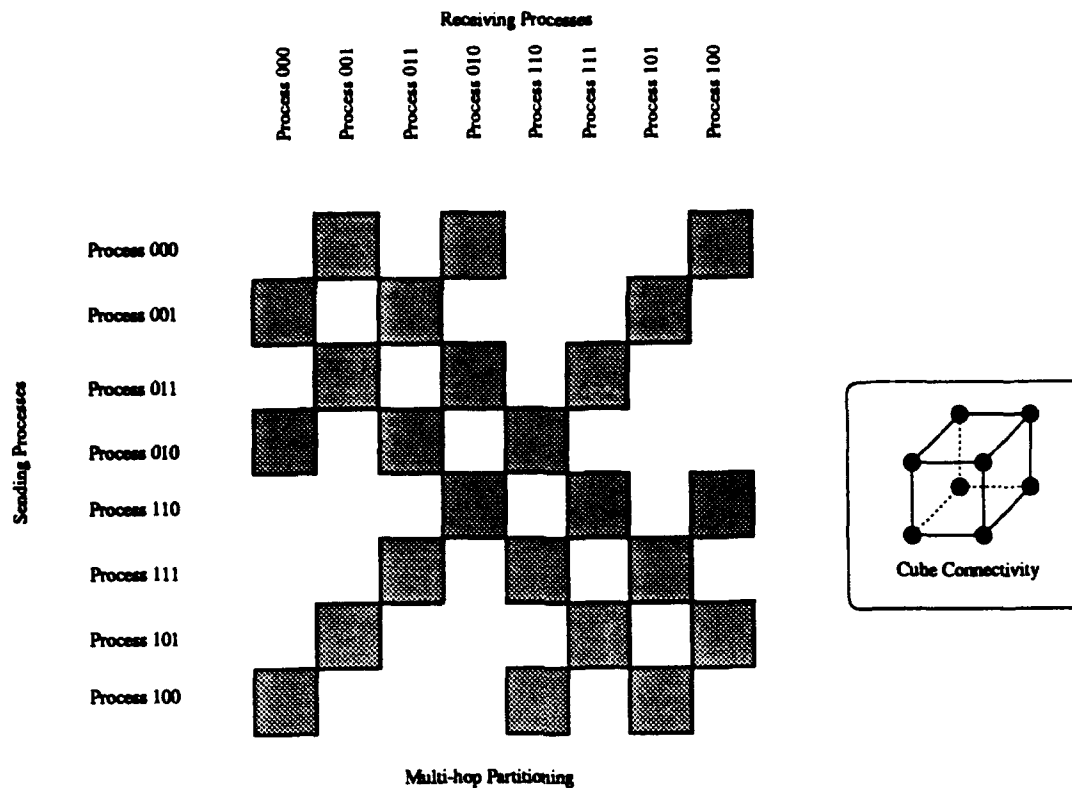 Receiving Processes
Process 000
Process 001
Process 011
Process 010
Process 110
Process 111
Process 101
Process 100
Sending Processes
Process 000
Process 001
Process 011
Process 010
Process 110
Process 111
Process 101
Process 100
Cube Connectivity
Multi-hop Partitioning